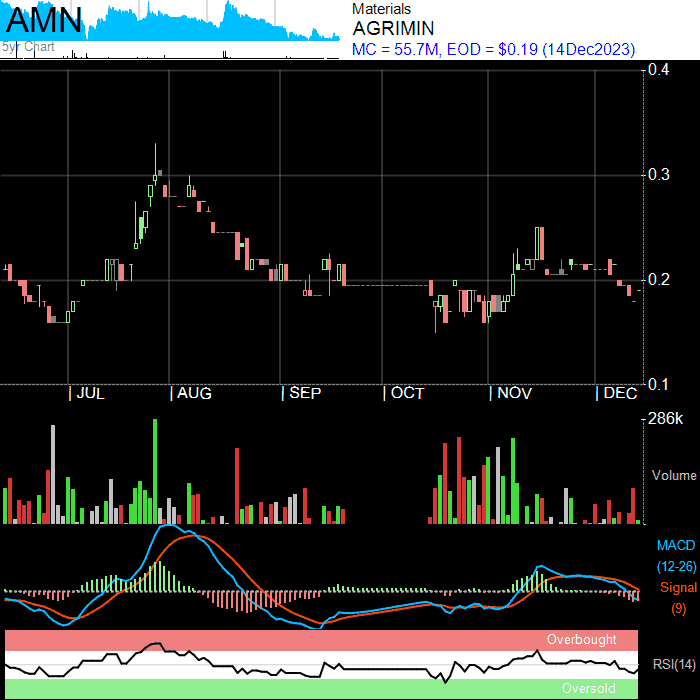 AMN
5yr Chart
Materials
AGRIMIN
MC = 55.7M, EOD = $0.19 (14Dec2023)
0.4
0.3
0.2
0.1
JUL AUG SEP OCT NOV DEC
286k
Volume
MACD
(12-26)
Signal
(9)
Overbought
RSI(14)
Oversold